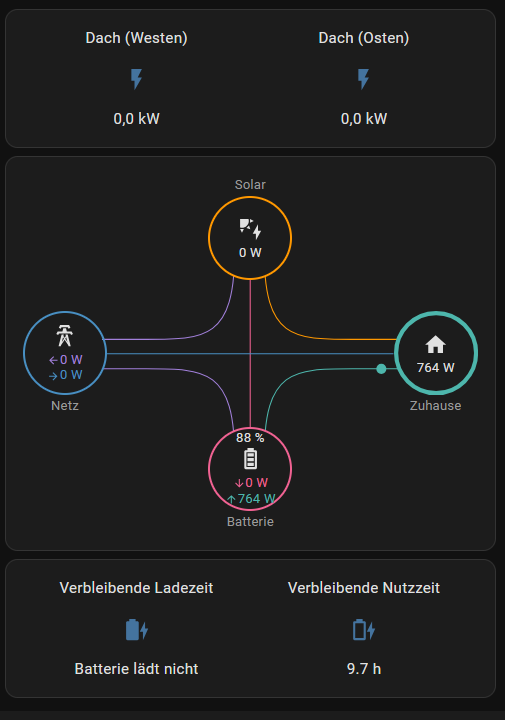 Dach (Westen) Dach (Osten)
0,0 kW 0,0 kW
Solar
0 W
←0 W
→0 W
Netz
764 W
Zuhause
88 %
↓0 W
↑764 W
Batterie
Verbleibende Ladezeit Verbleibende Nutzzeit
Batterie lädt nicht 9.7 h